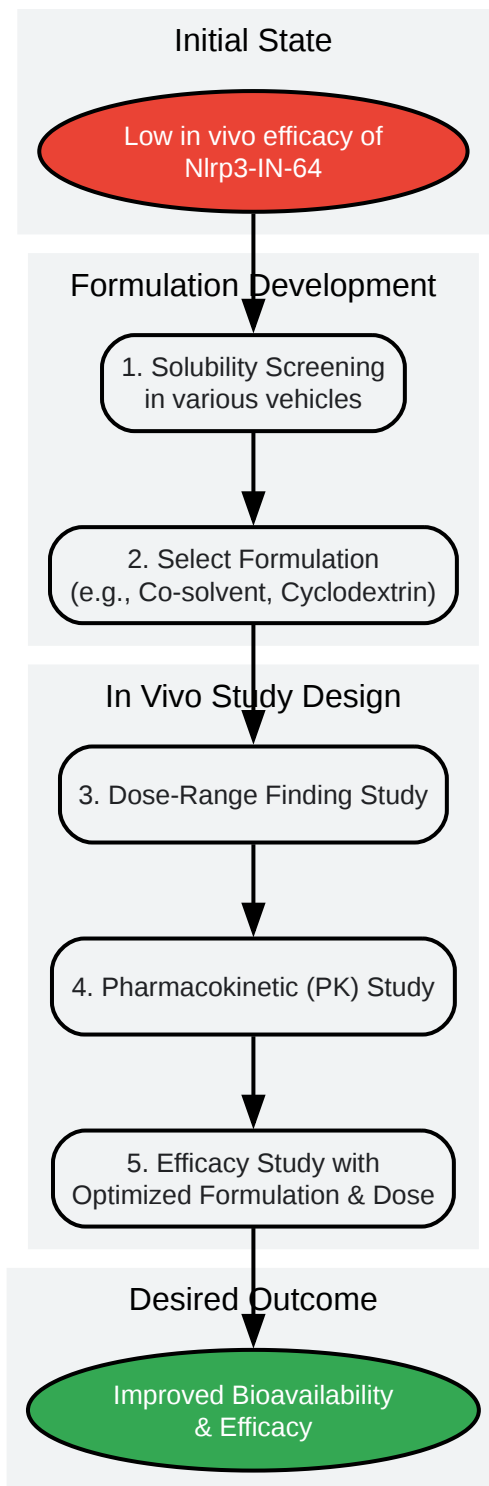 Initial State
Low in vivo efficacy of
Nlrp3-IN-64
Formulation Development
1. Solubility Screening
in various vehicles
2. Select Formulation
(e.g., Co-solvent, Cyclodextrin)
In Vivo Study Design
3. Dose-Range Finding Study
4. Pharmacokinetic (PK) Study
5. Efficacy Study with
Optimized Formulation & Dose
Desired Outcome
Improved Bioavailability
& Efficacy